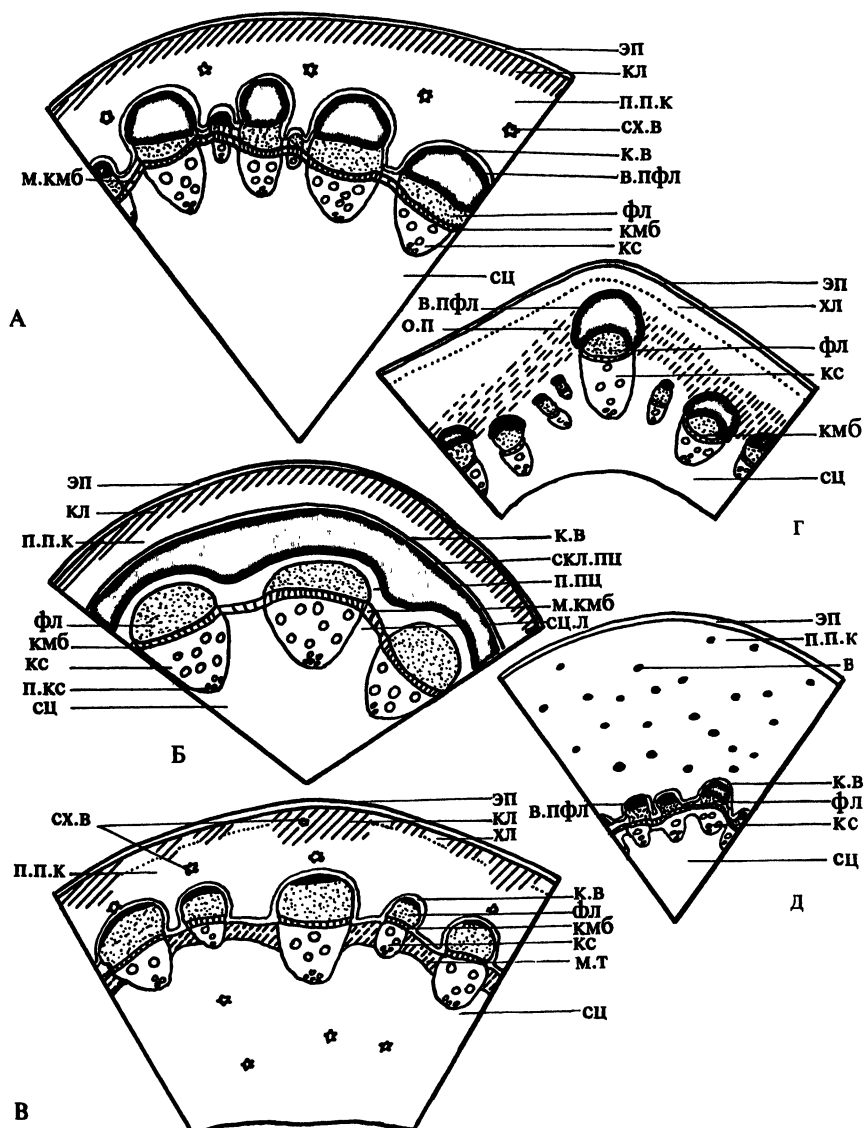 эп
кл
п.п.к
сх.в
к.в
в.пфл
фл
кмб
кс
сц
м.кмб
А
эп
хл
в.пфл
о.п
фл
кс
кмб
сц
Г
эп
кл
п.п.к
к.в
скл.пц
п.пц
м.кмб
сц.л
фл
кмб
кс
п.кс
сц
Б
эп
п.п.к
в
к.в
в.пфл
фл
кс
сц
Д
сх.в
эп
кл
хл
п.п.к
к.в
фл
кмб
кс
м.т
сц
В